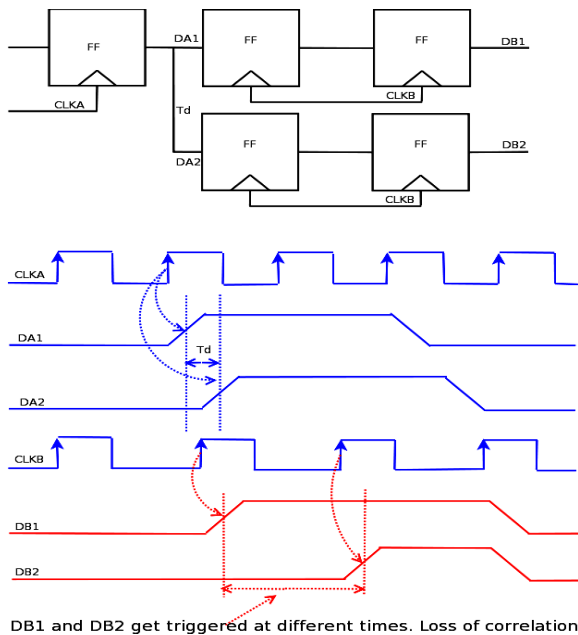 FF
DA1
FF
FF
DB1
CLKA
CLKB
Td
DA2
FF
FF
DB2
CLKB
CLKA
DA1
Td
DA2
CLKB
DB1
DB2
DB1 and DB2 get triggered at different times. Loss of correlation